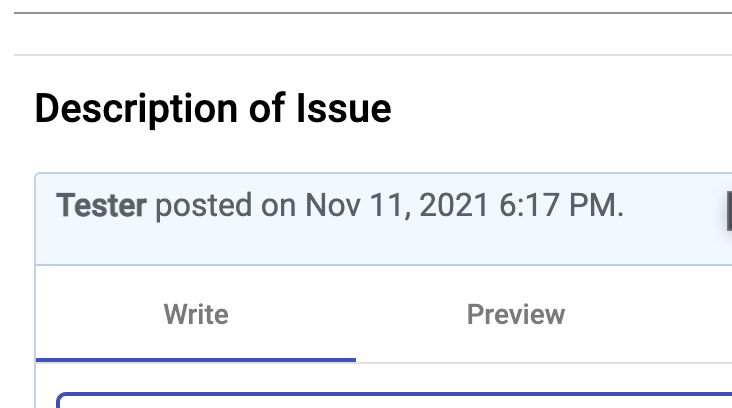 Description of Issue
Tester posted on Nov 11, 2021 6:17 PM.
Write Preview